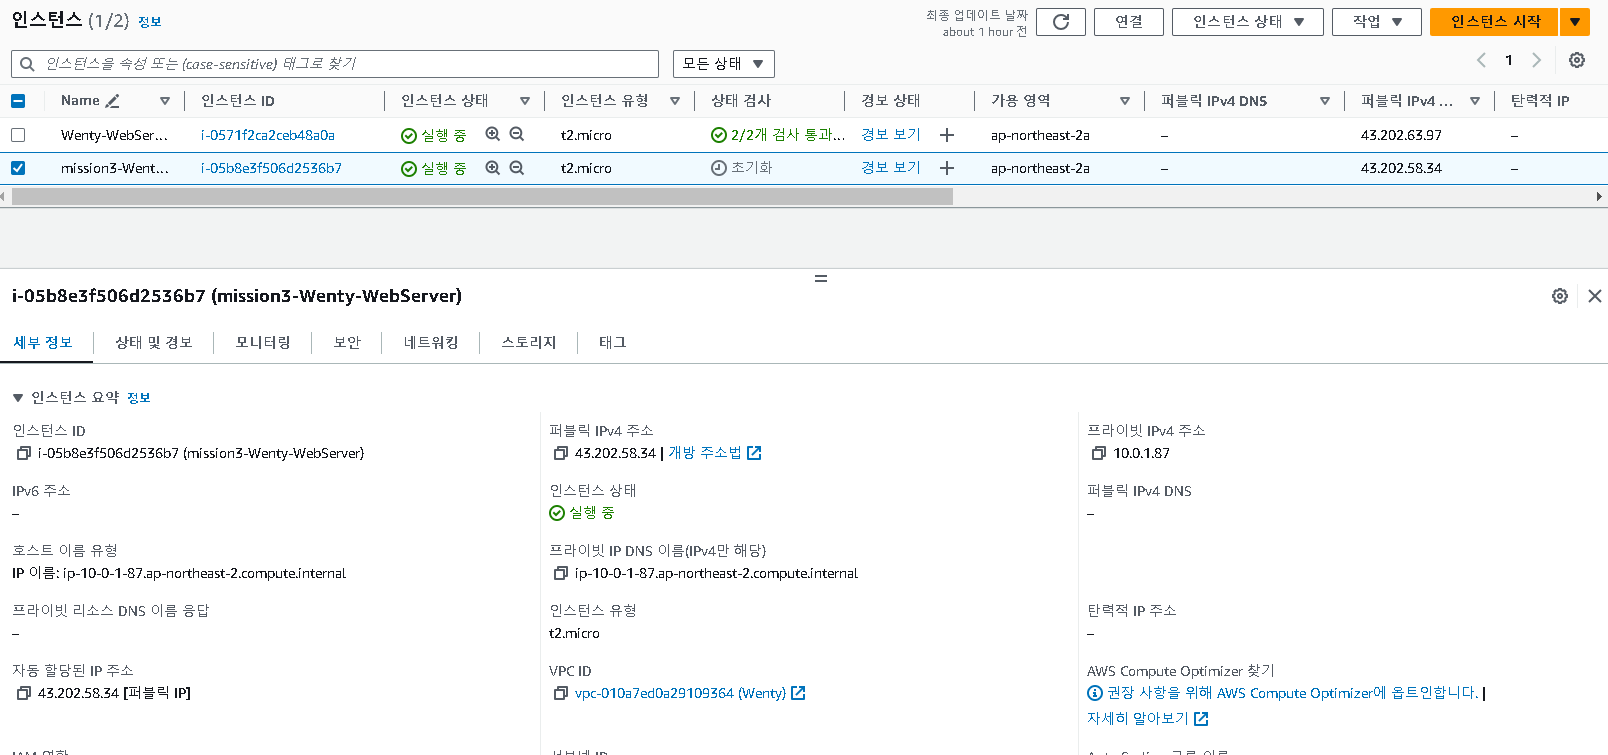 인스턴스 (1/2) 정보
최종 업데이트 날짜
about 1 hour 전
연결
인스턴스 상태 ▼
작업 ▼
인스턴스 시작 ▼
인스턴스을 속성 또는 (case-sensitive) 태그로 찾기
모든 상태 ▼
1
Name 인스턴스 ID 인스턴스 상태 인스턴스 유형 상태 검사 경보 상태 가용 영역 퍼블릭 IPv4 DNS 퍼블릭 IPv4 ... 탄력적 IP
Wenty-WebSer... i-0571f2ca2ceb48a0a 실행 중 t2.micro 2/2개 검사 통과... 경보 보기 + ap-northeast-2a – 43.202.63.97 –
mission3-Went... i-05b8e3f506d2536b7 실행 중 t2.micro 초기화 경보 보기 + ap-northeast-2a – 43.202.58.34 –
i-05b8e3f506d2536b7 (mission3-Wenty-WebServer)
세부 정보 상태 및 경보 모니터링 보안 네트워킹 스토리지 태그
▼ 인스턴스 요약 정보
인스턴스 ID
i-05b8e3f506d2536b7 (mission3-Wenty-WebServer)
퍼블릭 IPv4 주소
43.202.58.34 | 개방 주소법
프라이빗 IPv4 주소
10.0.1.87
IPv6 주소
–
인스턴스 상태
실행 중
퍼블릭 IPv4 DNS
–
호스트 이름 유형
IP 이름: ip-10-0-1-87.ap-northeast-2.compute.internal
프라이빗 IP DNS 이름(IPv4만 해당)
ip-10-0-1-87.ap-northeast-2.compute.internal
프라이빗 리소스 DNS 이름 응답
–
인스턴스 유형
t2.micro
탄력적 IP 주소
–
자동 할당된 IP 주소
43.202.58.34 [퍼블릭 IP]
VPC ID
vpc-010a7ed0a29109364 (Wenty)
AWS Compute Optimizer 찾기
권장 사항을 위해 AWS Compute Optimizer에 옵트인합니다. |
자세히 알아보기